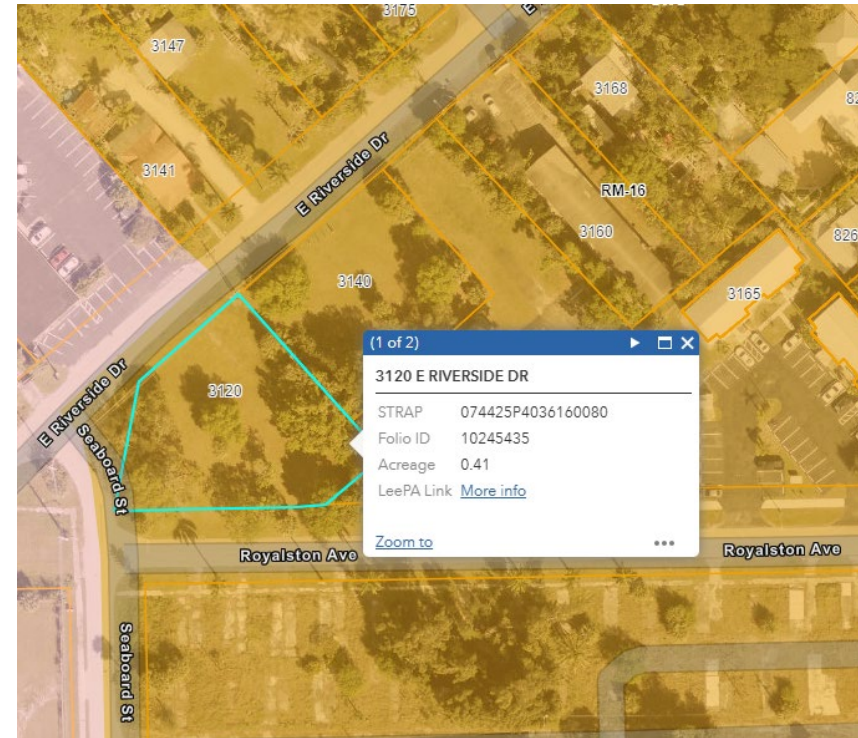 3175
E
3147
3168
82
3141
E Riverside Dr
RM-16
3160
826
3140
3165
(1 of 2)
3120 E RIVERSIDE DR
STRAP 074425P4036160080
Folio ID 10245435
Acreage 0.41
LeePA Link More info
Zoom to
3120
E Riverside Dr
Seaboard St
Royalston Ave
Royalston Ave
Seaboard St